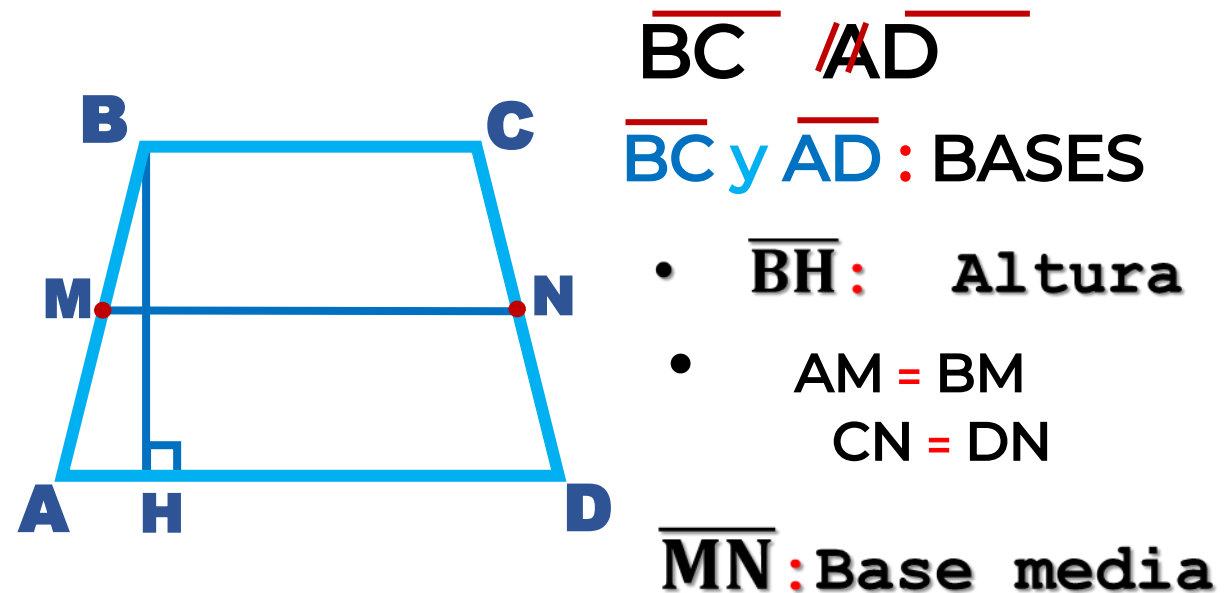 BC // AD
BC y AD : BASES
B
C
• BH: Altura
M
N
• AM = BM
CN = DN
A
H
D
MN:Base media